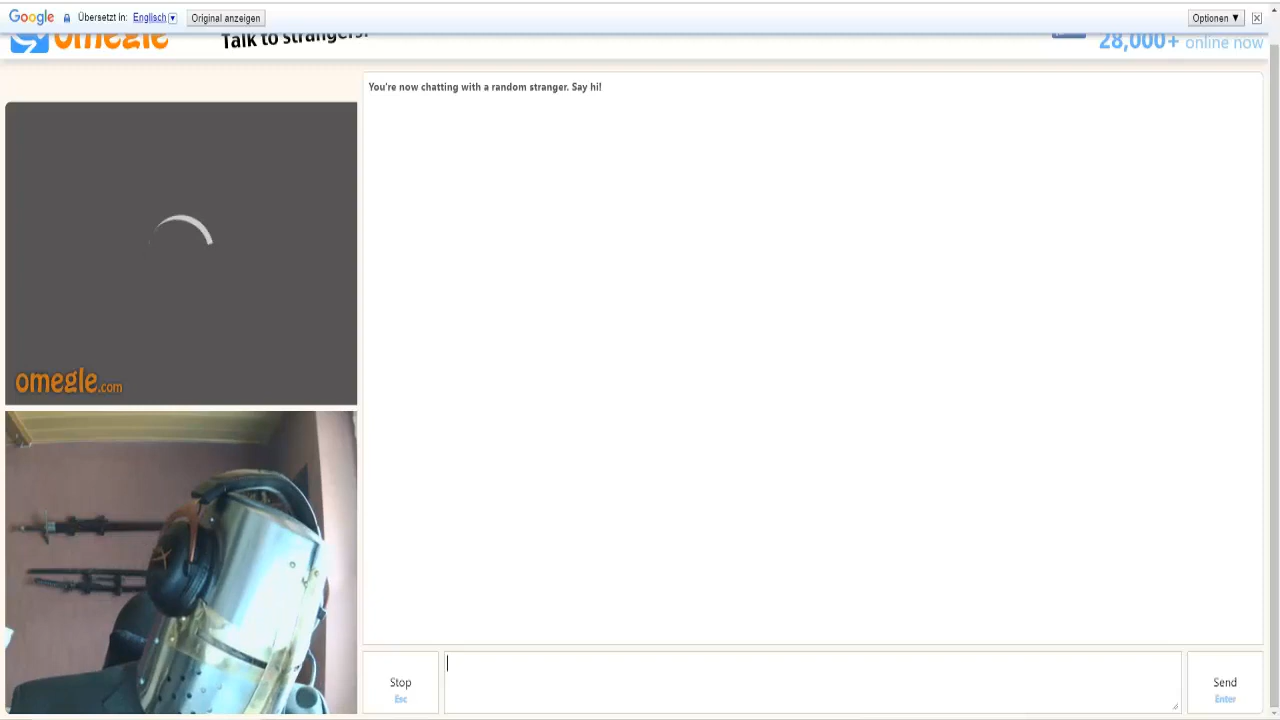 Google Übersetzt in: Englisch Original anzeigen Optionen ▼
omegle Talk to strangers! 28,000+ online now
You're now chatting with a random stranger. Say hi!
omegle.com
Stop
Esc
Send
Enter